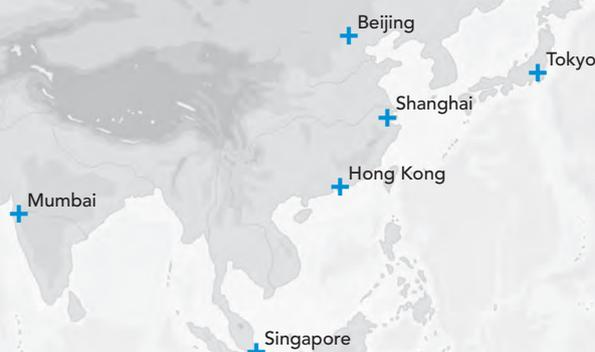 Beijing
Tokyo
Shanghai
Hong Kong
Mumbai
Singapore